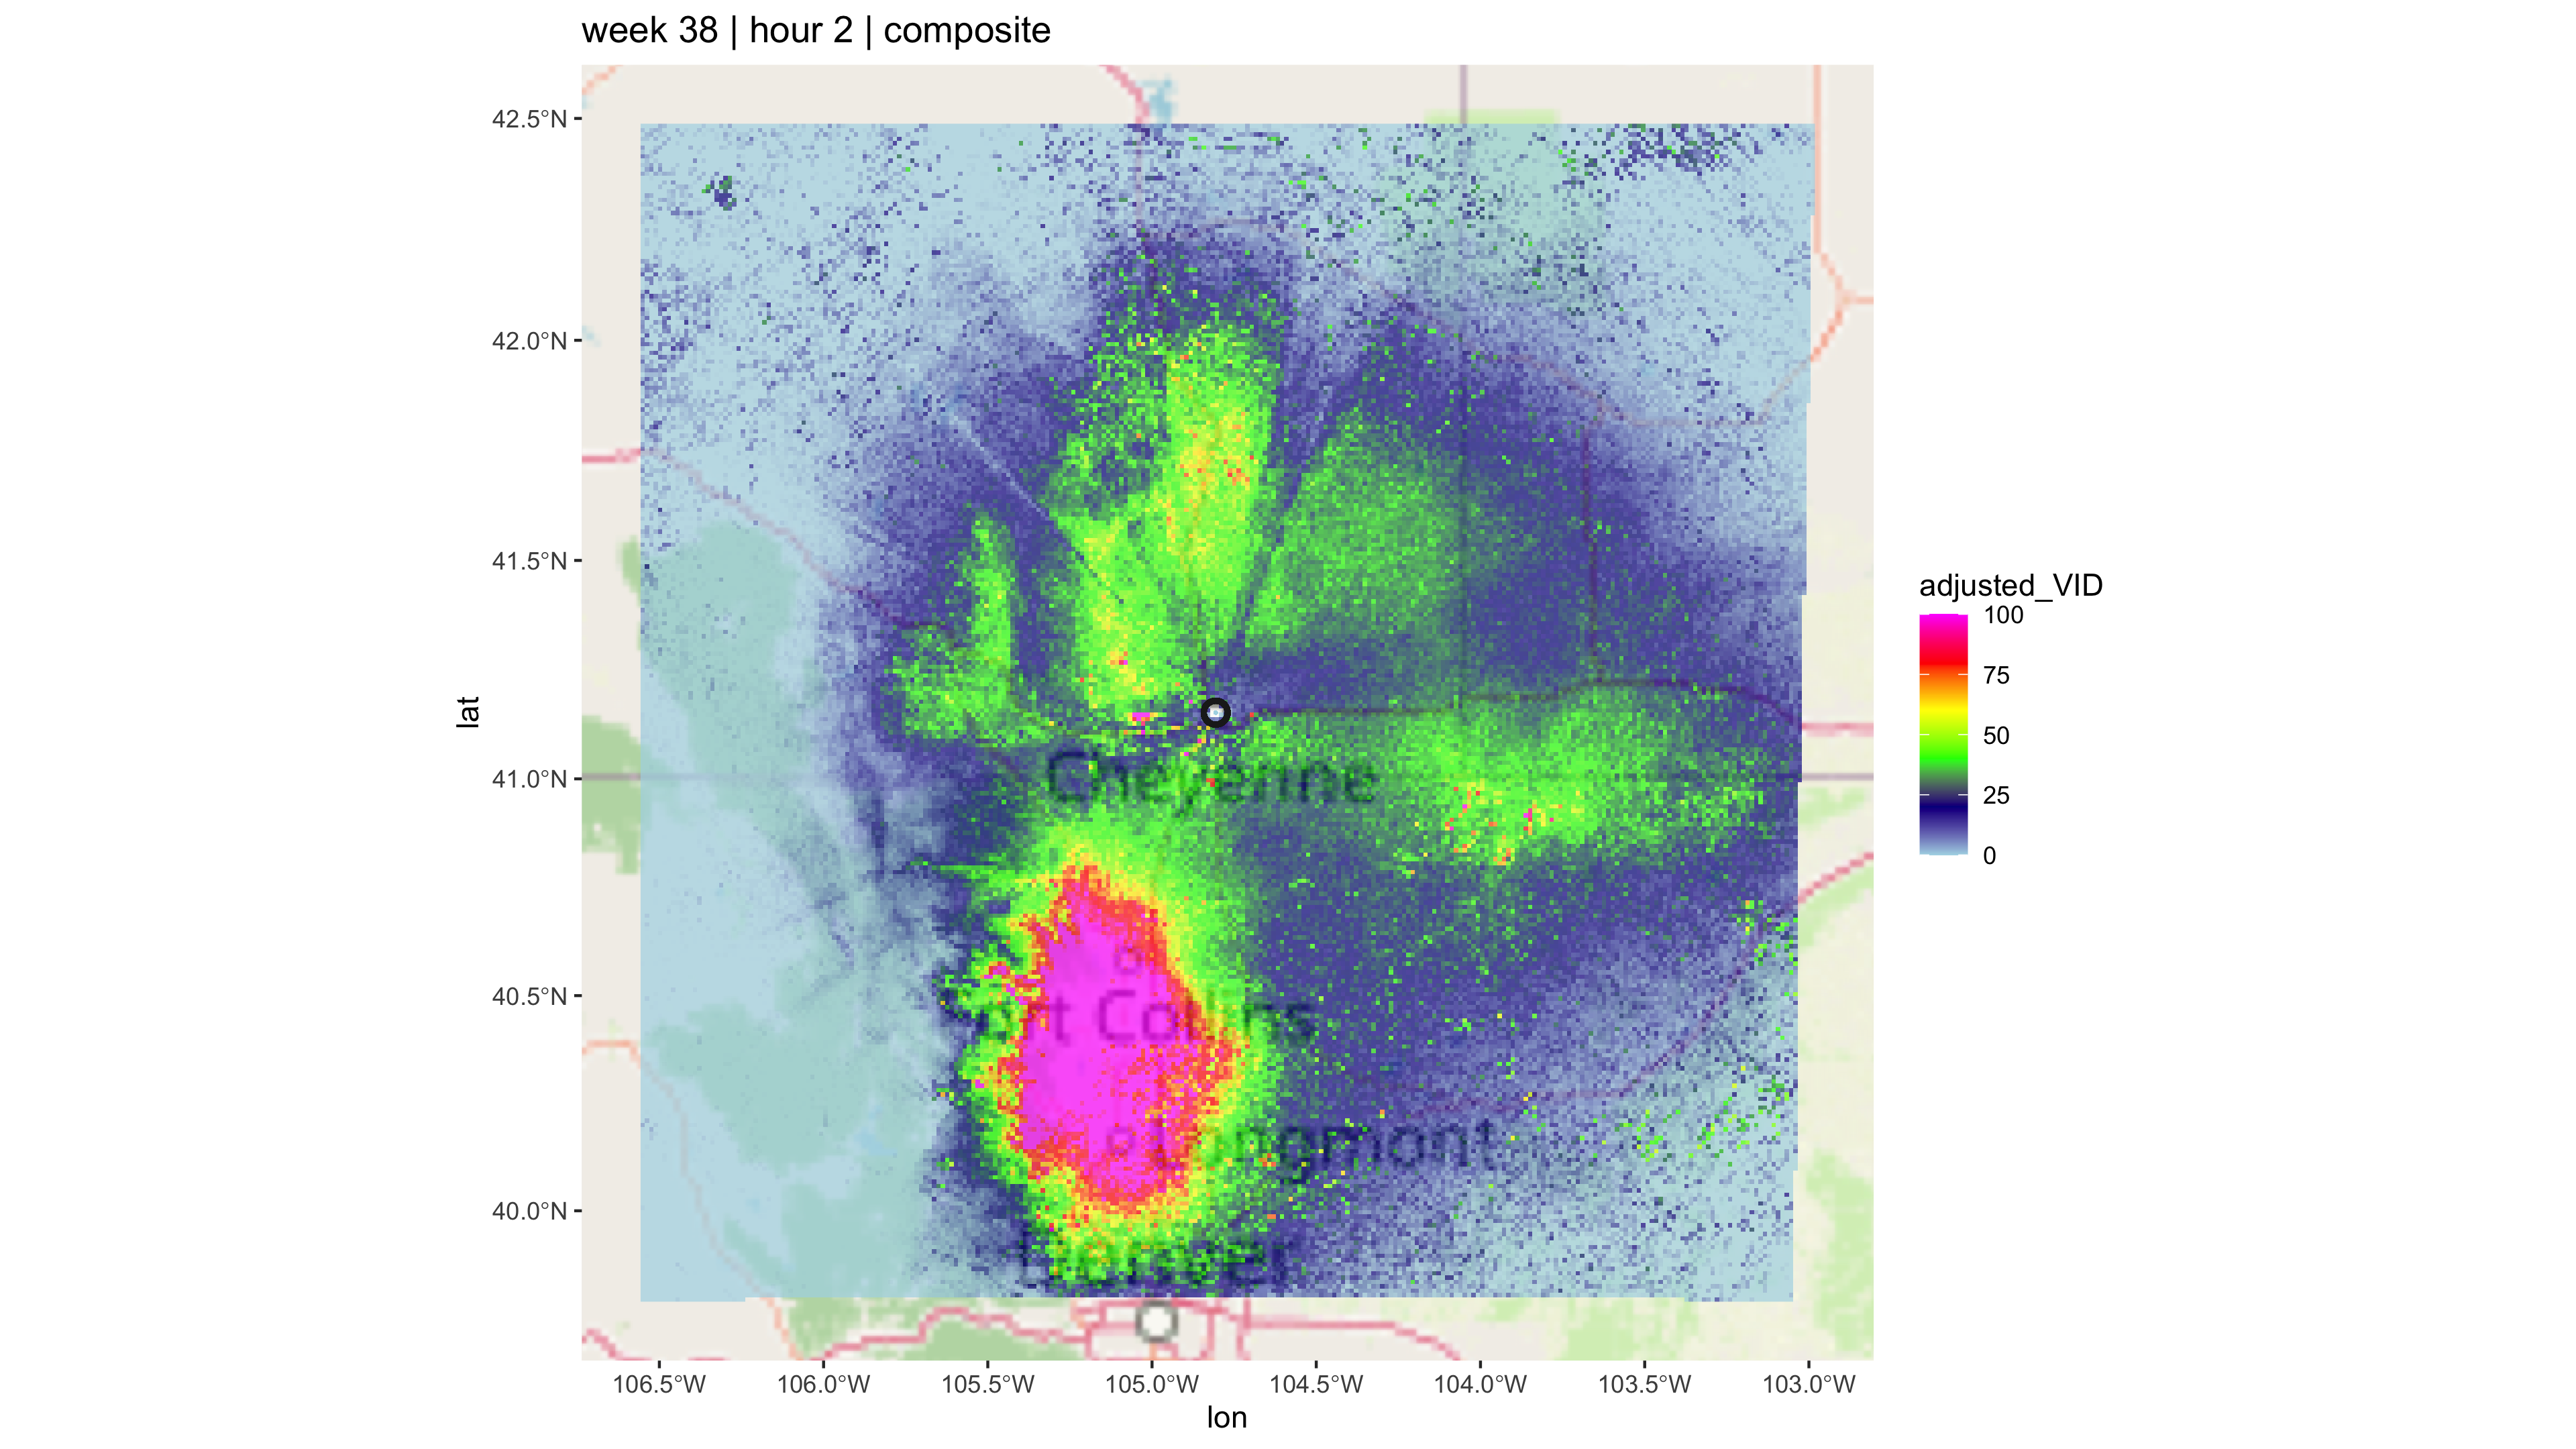 week 38 | hour 2 | composite
42.5°N
42.0°N
41.5°N
41.0°N
40.5°N
40.0°N
lat
Cheyenne
Longmont
Denver
106.5°W 106.0°W 105.5°W 105.0°W 104.5°W 104.0°W 103.5°W 103.0°W
lon
adjusted_VID
100
75
50
25
0